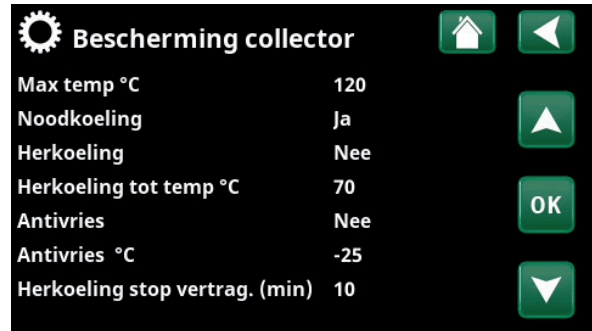 Bescherming collector
Max temp °C 120
Noodkoeling Ja
Herkoeling Nee
Herkoeling tot temp °C 70
OK
Antivries Nee
Antivries °C -25
Herkoeling stop vertrag. (min) 10